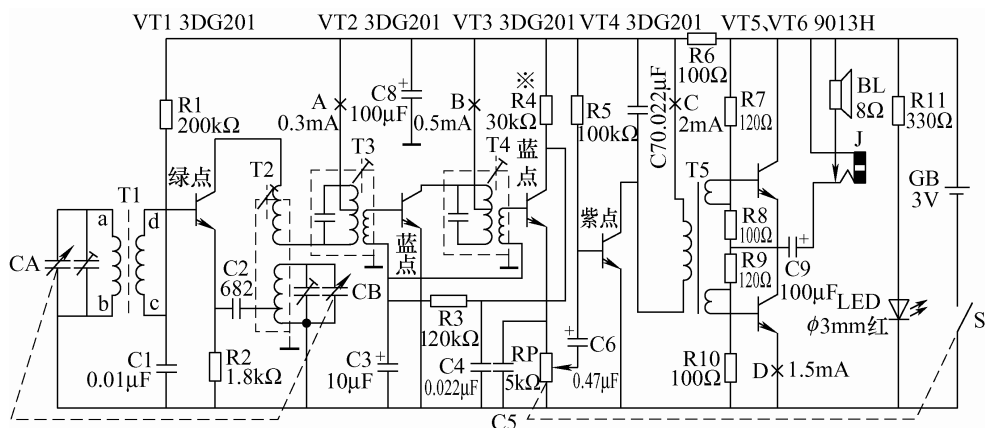 VT1 3DG201
VT2 3DG201
VT3 3DG201
VT4 3DG201
VT5、VT6 9013H
R1
200kΩ
A
0.3mA
C8
100μF
B
0.5mA
※
R4
30kΩ
R5
100kΩ
C70.022μF
R6
100Ω
C
2mA
R7
120Ω
BL
8Ω
R11
330Ω
J
GB
3V
绿点
T1
a
b
d
c
T2
T3
蓝点
T4
蓝点
紫点
T5
R8
100Ω
R9
120Ω
C9
100μF
CA
C2
682
CB
R3
120kΩ
C1
0.01μF
R2
1.8kΩ
C3
10μF
C4
0.022μF
C5
RP
5kΩ
C6
0.47μF
R10
100Ω
D
1.5mA
LED
φ3mm红
S